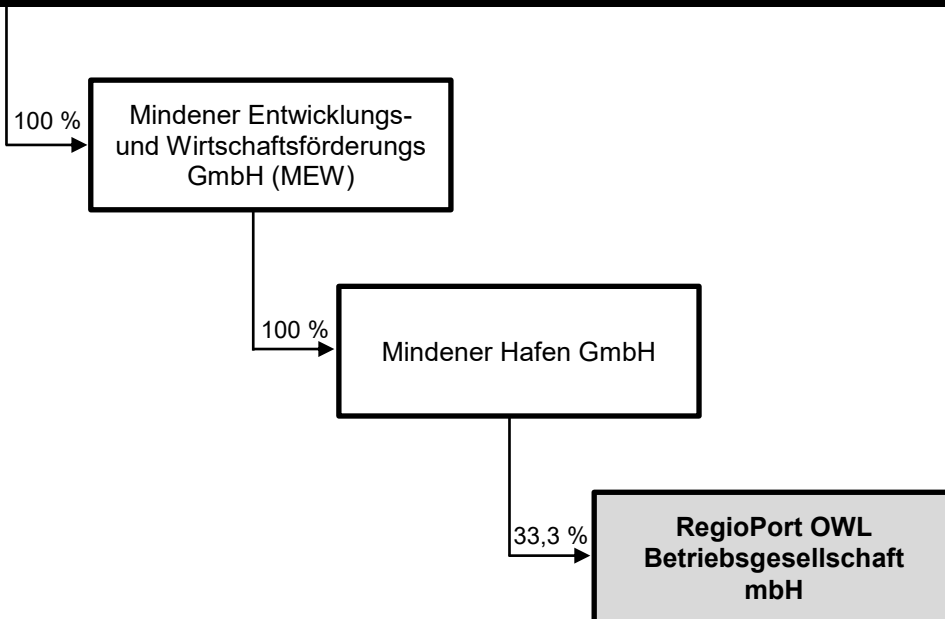 100 %
Mindener Entwicklungs-
und Wirtschaftsförderungs
GmbH (MEW)
100 %
Mindener Hafen GmbH
33,3 %
RegioPort OWL
Betriebsgesellschaft
mbH